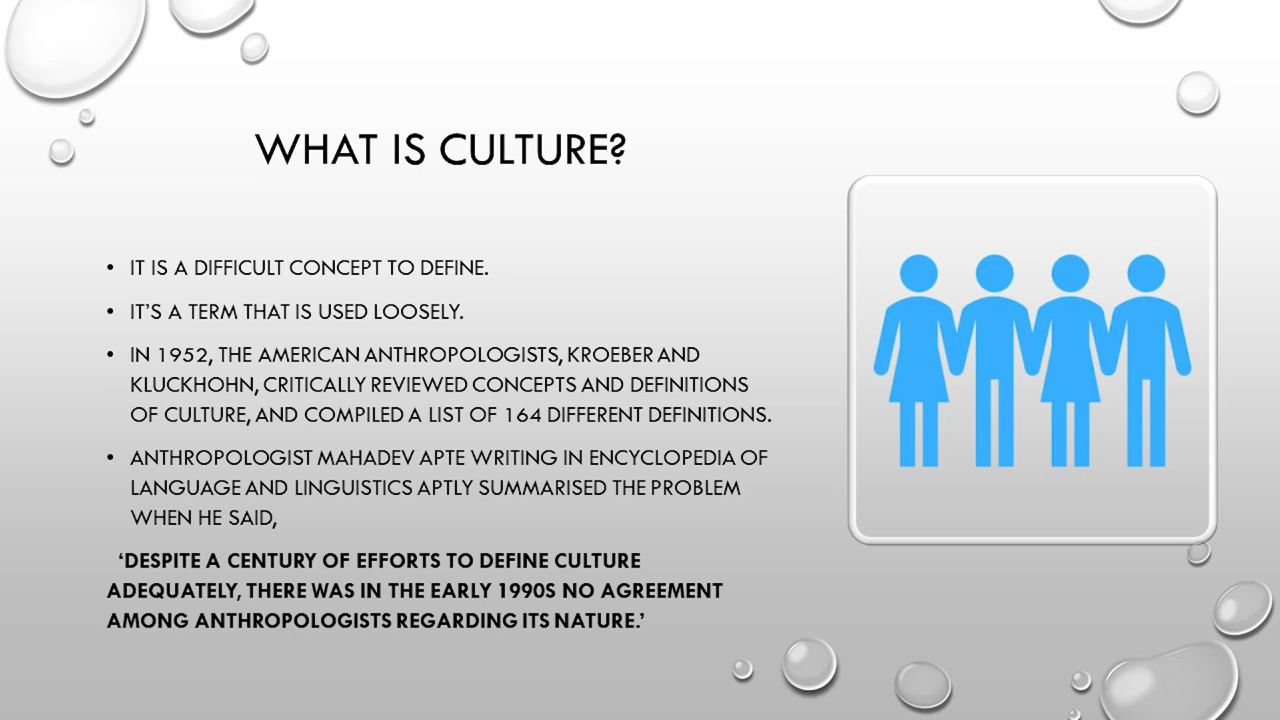 WHAT IS CULTURE?
• IT IS A DIFFICULT CONCEPT TO DEFINE.
• IT'S A TERM THAT IS USED LOOSELY.
• IN 1952, THE AMERICAN ANTHROPOLOGISTS, KROEBER AND
KLUCKHOHN, CRITICALLY REVIEWED CONCEPTS AND DEFINITIONS
OF CULTURE, AND COMPILED A LIST OF 164 DIFFERENT DEFINITIONS.
• ANTHROPOLOGIST MAHADEV APTE WRITING IN ENCYCLOPEDIA OF
LANGUAGE AND LINGUISTICS APTLY SUMMARISED THE PROBLEM
WHEN HE SAID,
‘DESPITE A CENTURY OF EFFORTS TO DEFINE CULTURE
ADEQUATELY, THERE WAS IN THE EARLY 1990S NO AGREEMENT
AMONG ANTHROPOLOGISTS REGARDING ITS NATURE.’